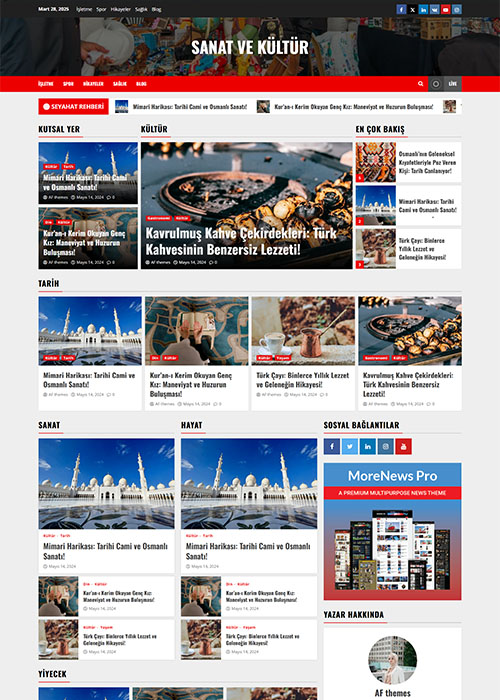 Mart 28, 2025 İşletme Spor Hikayeler Sağlık Blog
SANAT VE KÜLTÜR
İŞLETME SPOR HİKAYELER SAĞLIK BLOG LIVE
SEYAHAT REHBERİ
Mimari Harikası: Tarihi Cami ve Osmanlı Sanatı!
Kur'an-ı Kerim Okuyan Genç Kız: Maneviyat ve Huzurun Buluşması!
KUTSAL YER
Kültür Tarih
Mimari Harikası: Tarihi Cami
ve Osmanlı Sanatı!
AF themes Mayıs 14, 2024 0
Din Kültür
Kur'an-ı Kerim Okuyan Genç
Kız: Maneviyat ve Huzurun
Buluşması!
AF themes Mayıs 14, 2024 0
KÜLTÜR
Gastronomi Kültür
Kavrulmuş Kahve Çekirdekleri: Türk
Kahvesinin Benzersiz Lezzeti!
AF themes Mayıs 14, 2024 0
EN ÇOK BAKIŞ
Osmanlı'nın Geleneksel
Kıyafetleriyle Poz Veren
Kişi: Tarih Canlanıyor!
1
Mimari Harikası: Tarihi
Cami ve Osmanlı Sanatı!
2
Türk Çayı: Binlerce
Yıllık Lezzet ve
Geleneğin Hikayesi!
3
TARİH
Kültür Tarih
Mimari Harikası: Tarihi Cami ve
Osmanlı Sanatı!
AF themes Mayıs 14, 2024 0
Din Kültür
Kur'an-ı Kerim Okuyan Genç
Kız: Maneviyat ve Huzurun
Buluşması!
AF themes Mayıs 14, 2024 0
Kültür Yaşam
Türk Çayı: Binlerce Yıllık Lezzet
ve Geleneğin Hikayesi!
AF themes Mayıs 14, 2024 0
Gastronomi Kültür
Kavrulmuş Kahve Çekirdekleri:
Türk Kahvesinin Benzersiz
Lezzeti!
AF themes Mayıs 14, 2024 0
SANAT
Kültür Tarih
Mimari Harikası: Tarihi Cami ve Osmanlı
Sanatı!
Mayıs 14, 2024
Din Kültür
Kur'an-ı Kerim Okuyan Genç Kız:
Maneviyat ve Huzurun Buluşması!
Mayıs 14, 2024
Kültür Yaşam
Türk Çayı: Binlerce Yıllık Lezzet ve
Geleneğin Hikayesi!
Mayıs 14, 2024
HAYAT
Kültür Tarih
Mimari Harikası: Tarihi Cami ve Osmanlı
Sanatı!
Mayıs 14, 2024
Din Kültür
Kur'an-ı Kerim Okuyan Genç Kız:
Maneviyat ve Huzurun Buluşması!
Mayıs 14, 2024
Kültür Yaşam
Türk Çayı: Binlerce Yıllık Lezzet ve
Geleneğin Hikayesi!
Mayıs 14, 2024
SOSYAL BAĞLANTILAR
MoreNews Pro
A PREMIUM MULTIPURPOSE NEWS THEME
YAZAR HAKKINDA
AF themes
YİYECEK